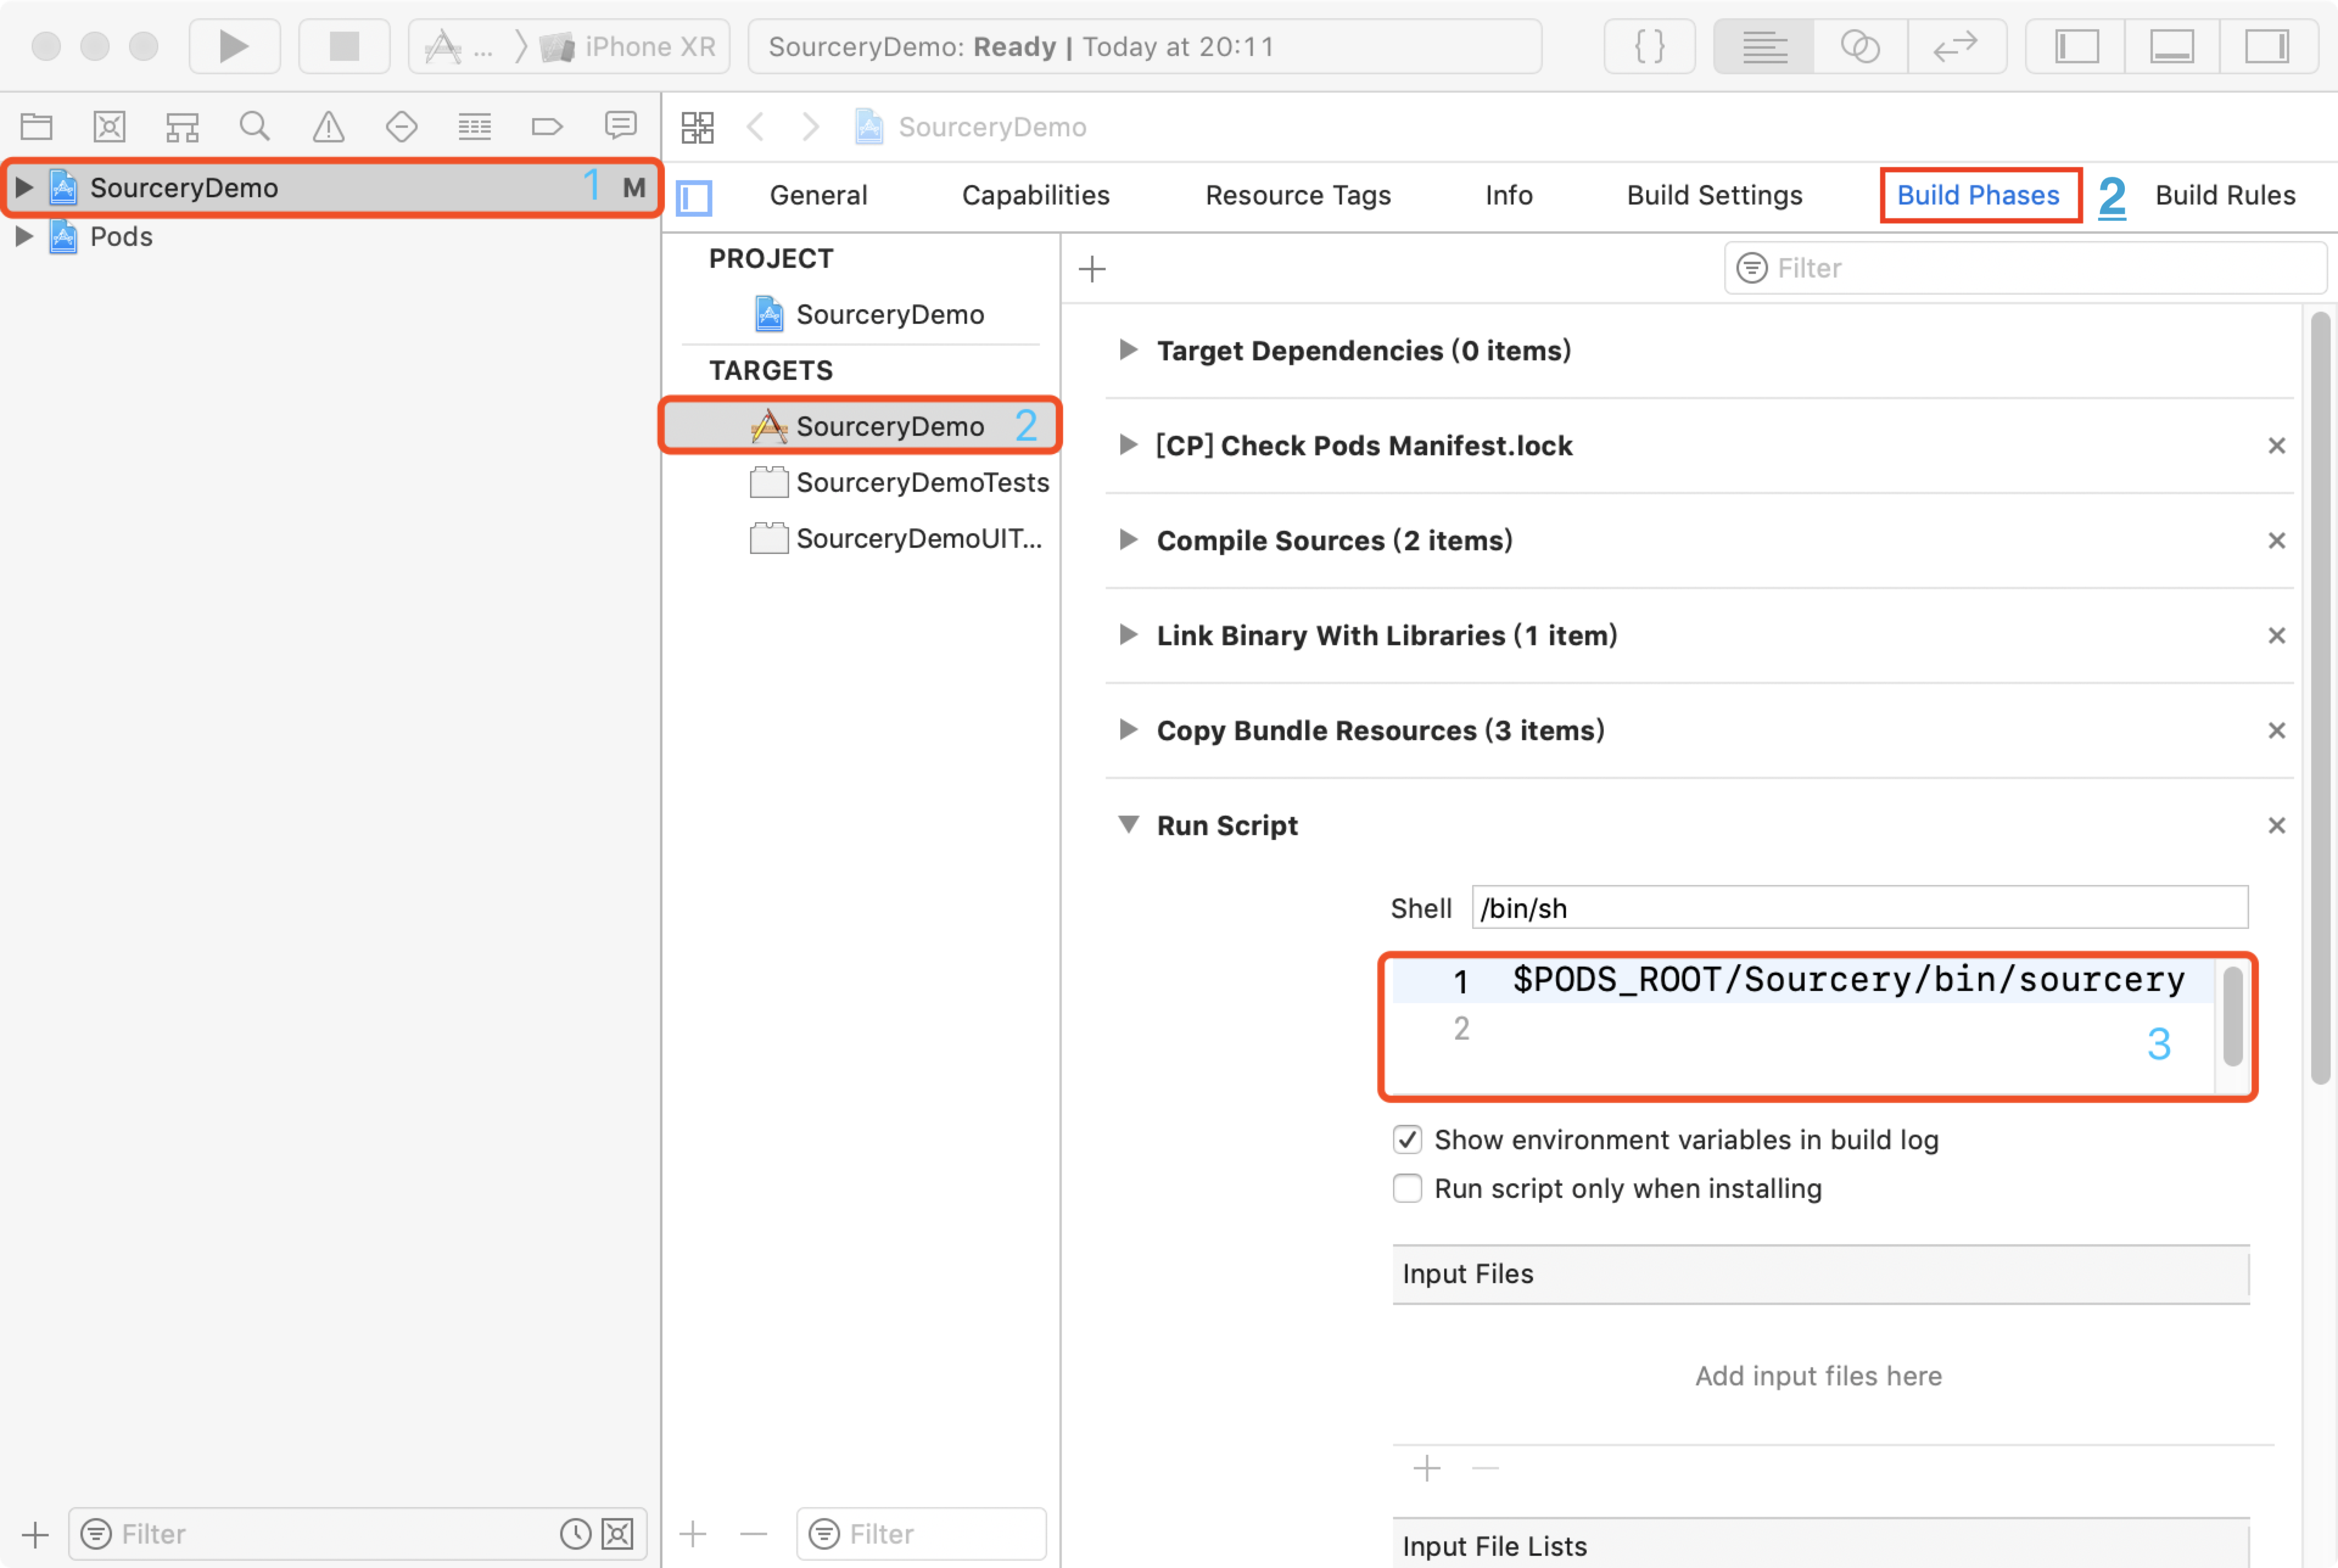 ... iPhone XR
SourceryDemo: Ready | Today at 20:11
{ }
SourceryDemo 1 M
Pods
SourceryDemo
General Capabilities Resource Tags Info Build Settings Build Phases 2 Build Rules
PROJECT
SourceryDemo
TARGETS
SourceryDemo 2
SourceryDemoTests
SourceryDemoUIT...
Filter
Target Dependencies (0 items)
[CP] Check Pods Manifest.lock
Compile Sources (2 items)
Link Binary With Libraries (1 item)
Copy Bundle Resources (3 items)
Run Script
Shell /bin/sh
1 $PODS_ROOT/Sourcery/bin/sourcery
2
3
Show environment variables in build log
Run script only when installing
Input Files
Add input files here
Input File Lists
Filter
Filter